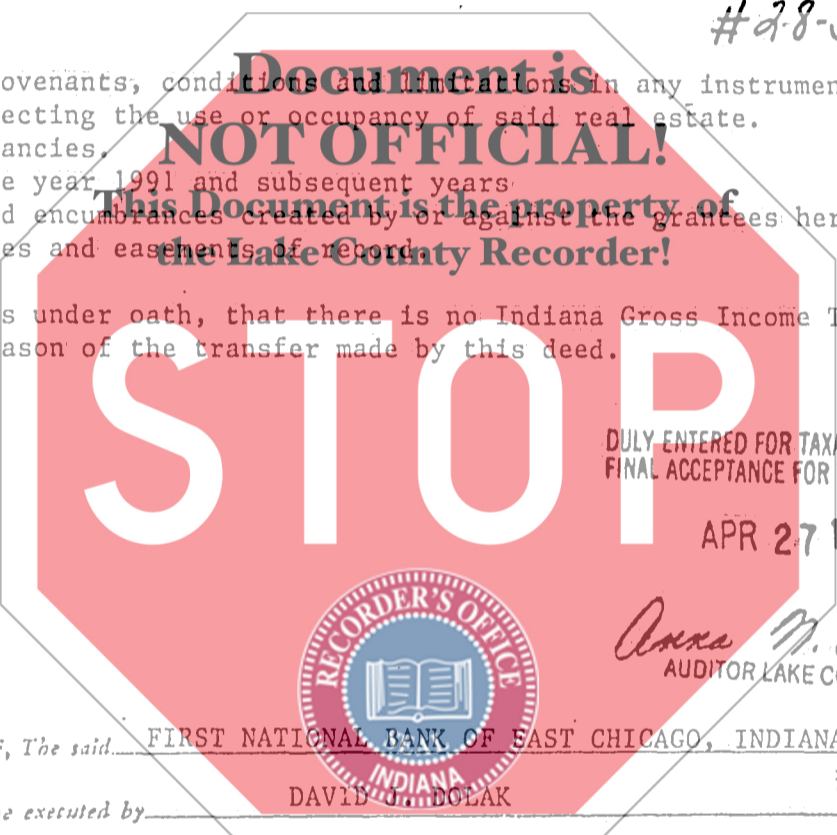 #28-
Document is
ovenants, conditions and limitations in any instrumen
ecting the use or occupancy of said real estate.
NOT OFFICIAL!
ancies.
e year 1991 and subsequent years
This Document is the property of
d encumbrances created by or against the grantees her
es and easements of record.
the Lake County Recorder!
s under oath, that there is no Indiana Gross Income T
ason of the transfer made by this deed.
STOP
DULY ENTERED FOR TAXA
FINAL ACCEPTANCE FOR
APR 27
Anna M.
AUDITOR LAKE CO
RECORDER'S OFFICE
INDIANA
F, The said FIRST NATIONAL BANK OF EAST CHICAGO, INDIANA
e executed by DAVID J. DOLAK